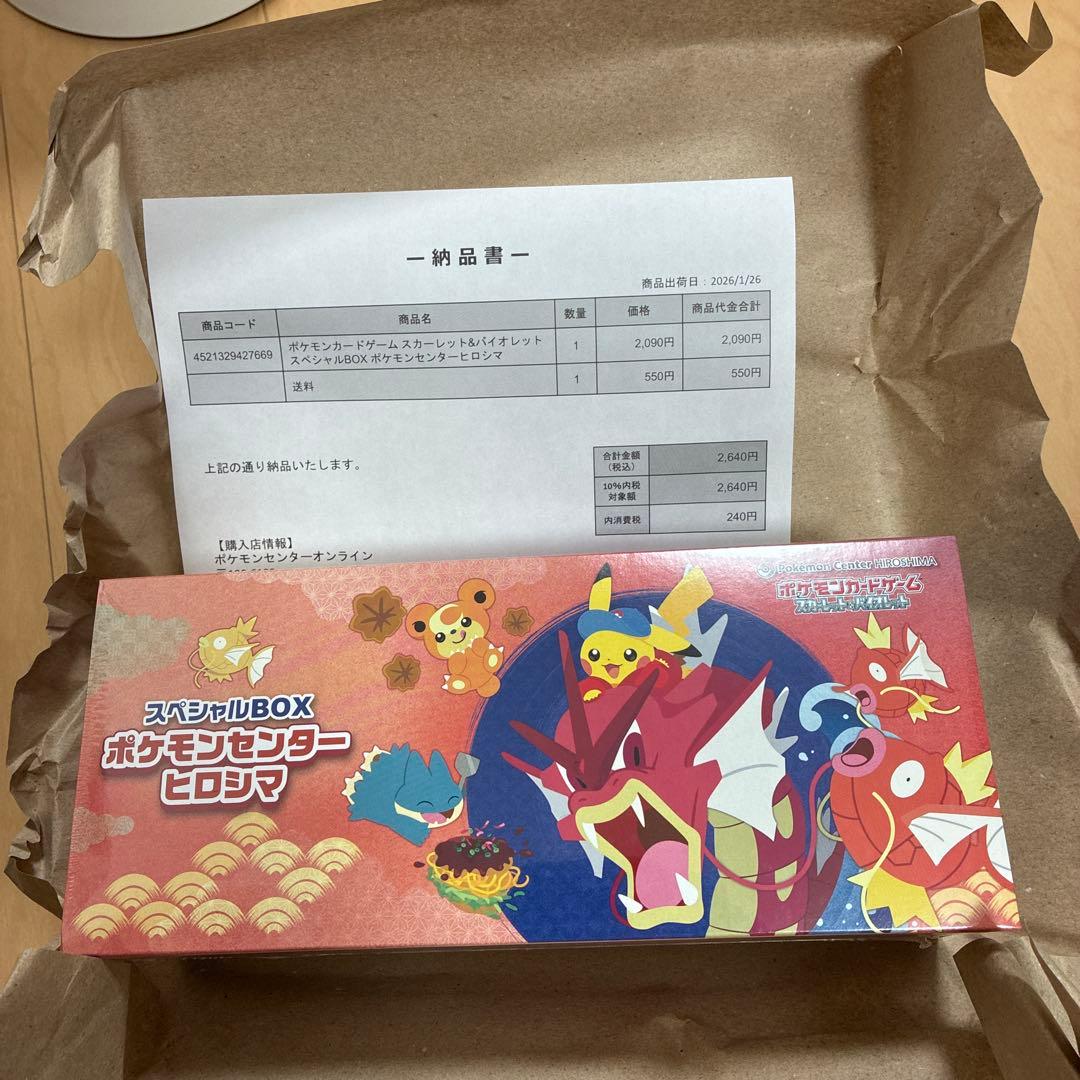 ー納品書ー
商品出荷日：2026/1/26
商品コード 商品名 数量 価格 商品代金合計
4521329427669 ポケモンカードゲーム スカーレット&バイオレット 1 2,090円 2,090円
スペシャルBOX ポケモンセンターヒロシマ
送料 1 550円 550円
上記の通り納品いたします。
合計金額 2,640円
(税込)
10%内税 2,640円
対象額
内消費税 240円
【購入店情報】
ポケモンセンターオンライン
Pokémon Center HIROSHIMA
ポケモンカードゲーム
スカーレット&バイオレット
スペシャルBOX
ポケモンセンター
ヒロシマ